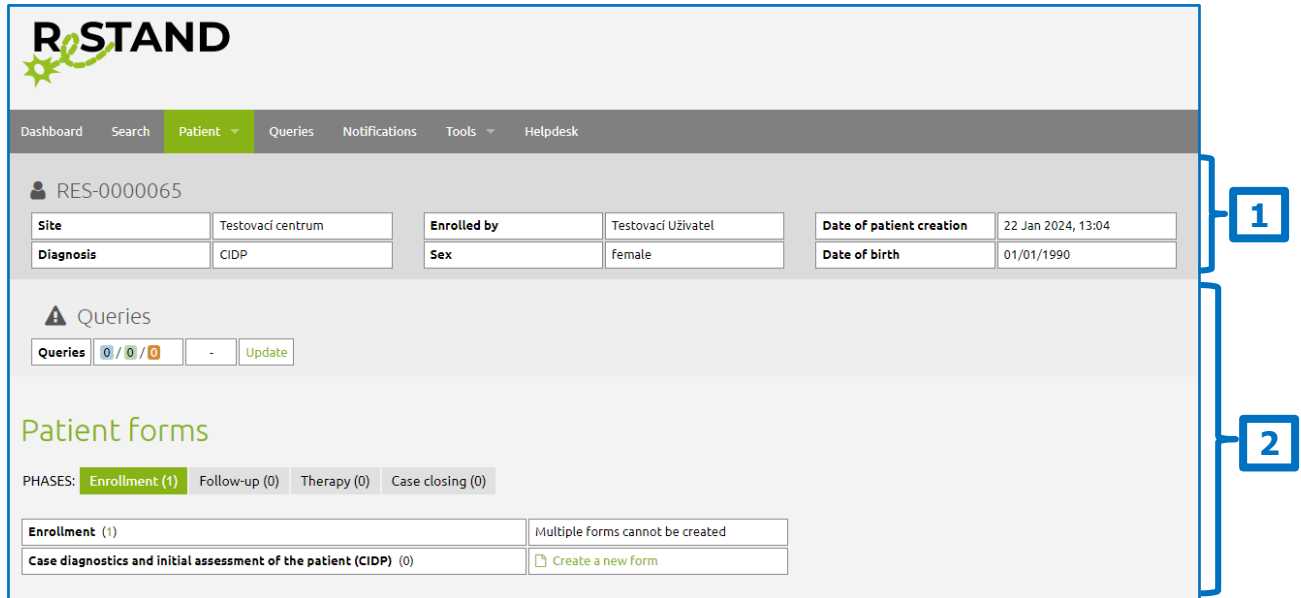 ReSTAND
Dashboard Search Patient Queries Notifications Tools Helpdesk
RES-0000065
Site Testovací centrum Enrolled by Testovací Uživatel Date of patient creation 22 Jan 2024, 13:04
Diagnosis CIDP Sex female Date of birth 01/01/1990
1
Queries
Queries 0 / 0 / 0 - Update
Patient forms
2
PHASES: Enrollment (1) Follow-up (0) Therapy (0) Case closing (0)
Enrollment (1) Multiple forms cannot be created
Case diagnostics and initial assessment of the patient (CIDP) (0) Create a new form